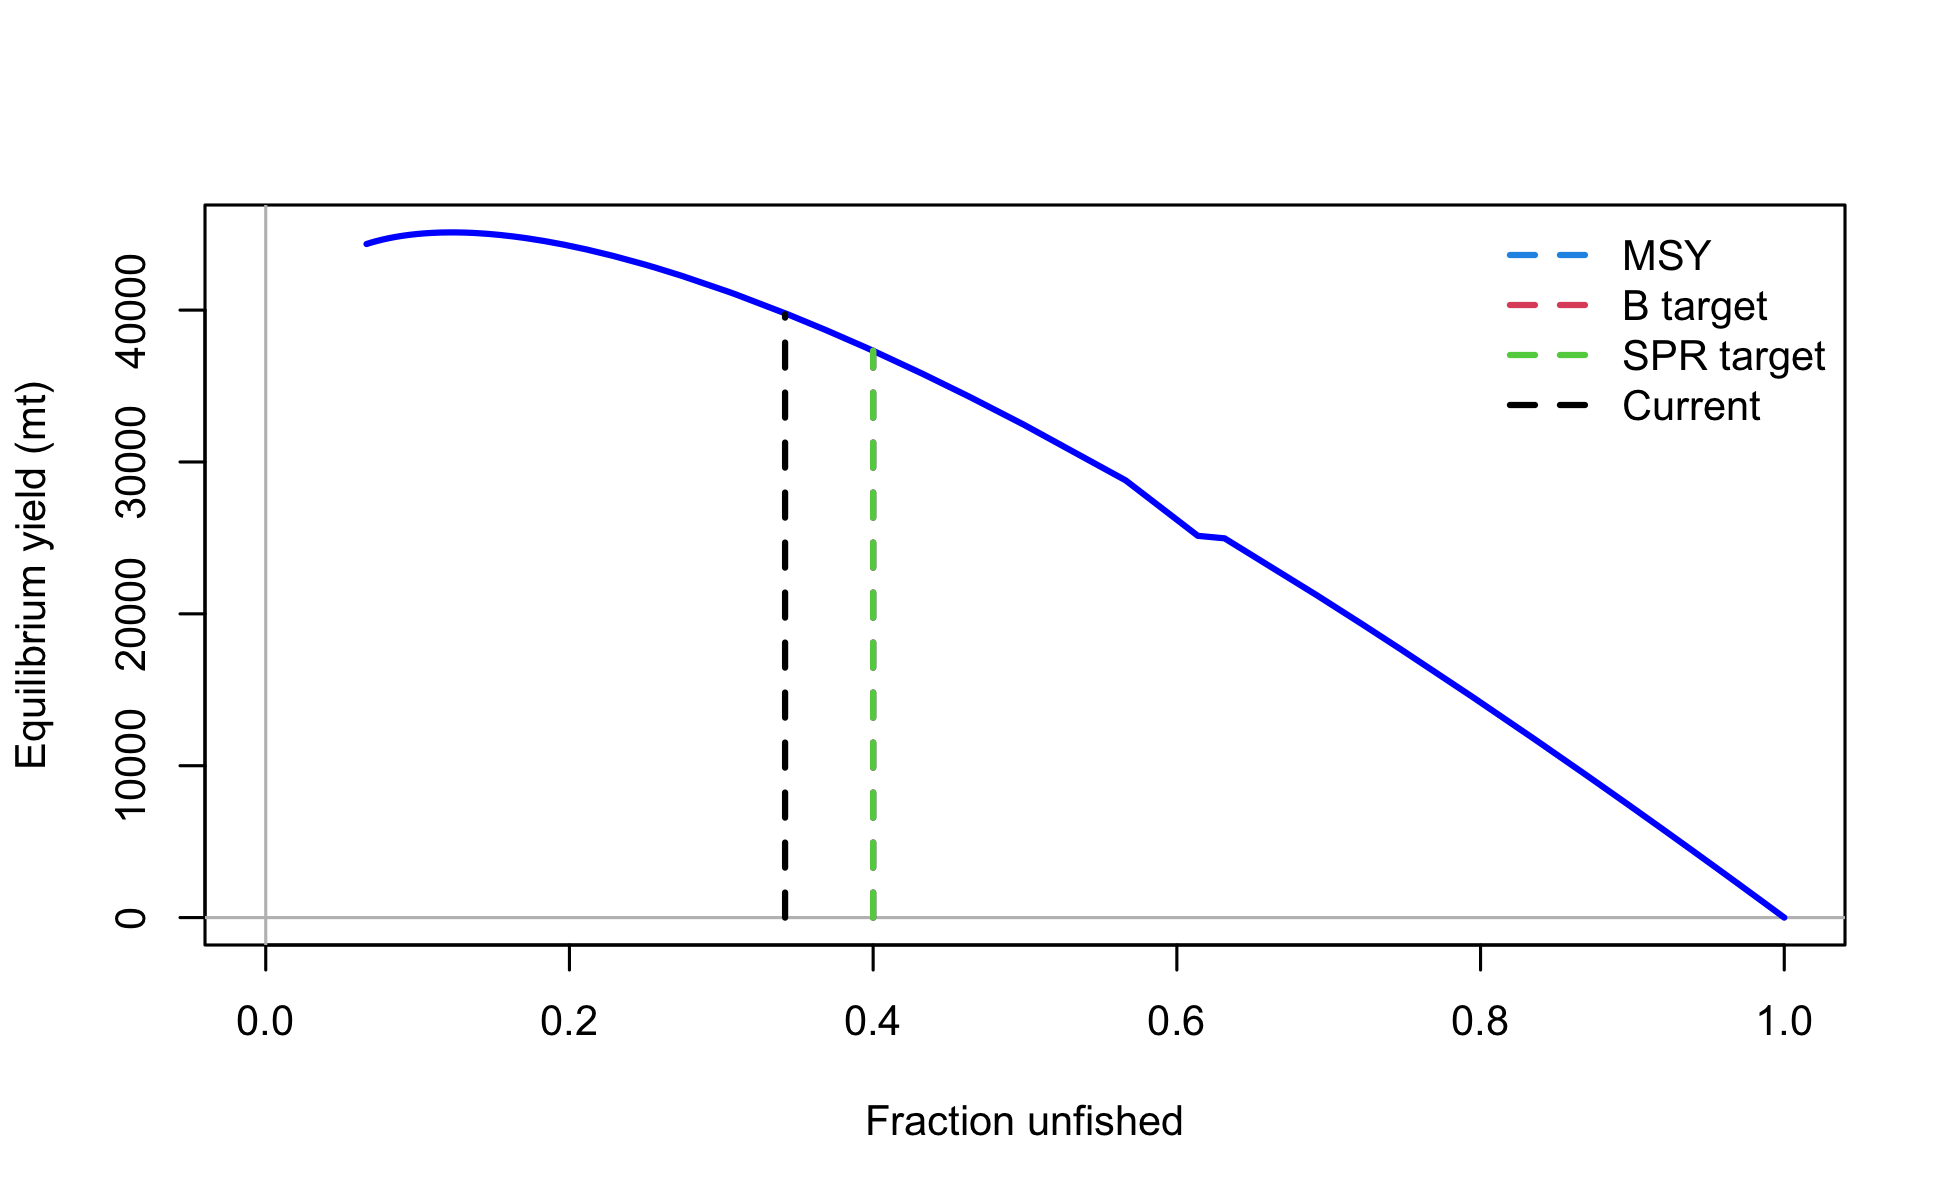 MSY
B target
SPR target
Current
Equilibrium yield (mt)
40000
30000
20000
10000
0
0.0 0.2 0.4 0.6 0.8 1.0
Fraction unfished